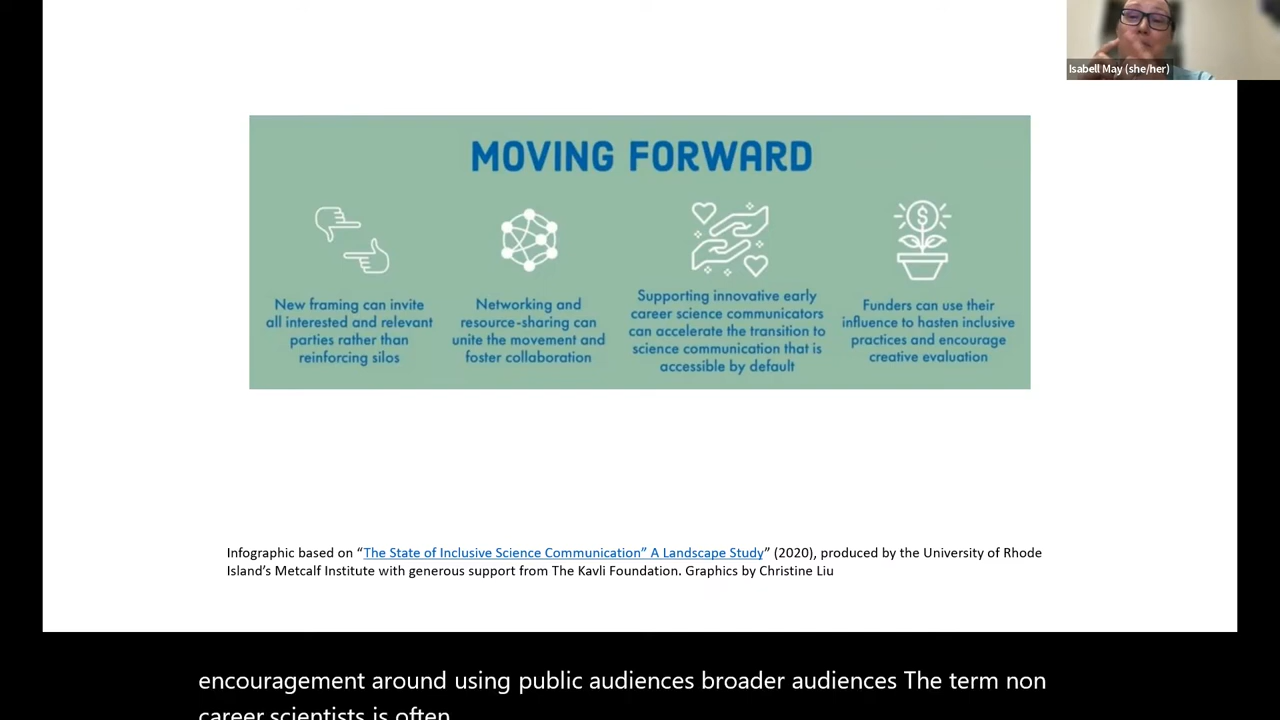 Isabell May (she/her)
MOVING FORWARD
New framing can invite
all interested and relevant
parties rather than
reinforcing silos
Networking and
resource-sharing can
unite the movement and
foster collaboration
Supporting innovative early
career science communicators
can accelerate the transition to
science communication that is
accessible by default
$
Funders can use their
influence to hasten inclusive
practices and encourage
creative evaluation
Infographic based on “The State of Inclusive Science Communication” A Landscape Study” (2020), produced by the University of Rhode
Island’s Metcalf Institute with generous support from The Kavli Foundation. Graphics by Christine Liu
encouragement around using public audiences broader audiences The term non
career scientists is often